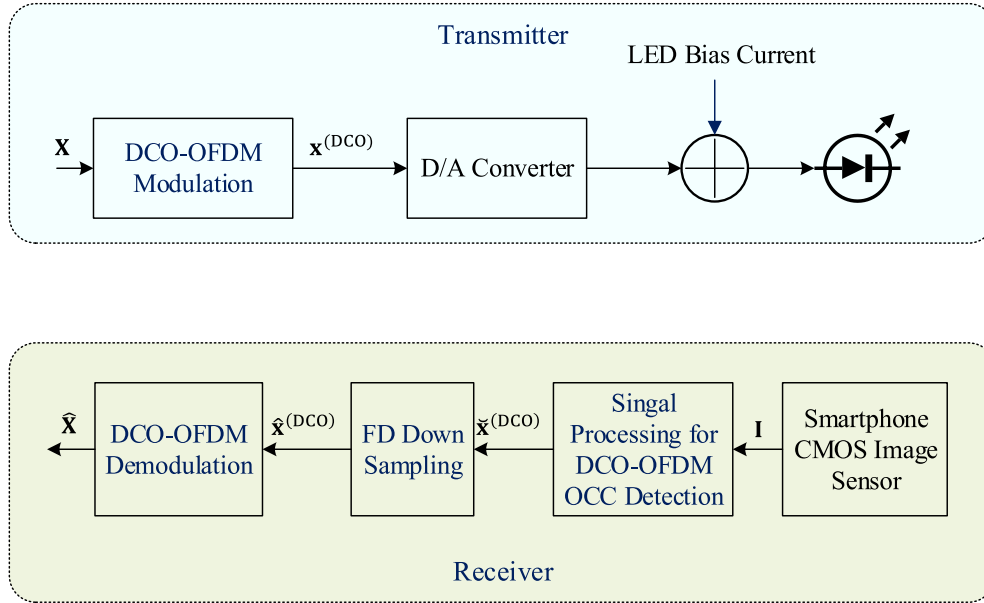 Transmitter
LED Bias Current
𝐗
DCO-OFDM
Modulation
𝐱⁽ᴰᶜᴼ⁾
D/A Converter
𝐗̂
DCO-OFDM
Demodulation
𝐱̂⁽ᴰᶜᴼ⁾
FD Down
Sampling
𝐱̆⁽ᴰᶜᴼ⁾
Singal
Processing for
DCO-OFDM
OCC Detection
𝐈
Smartphone
CMOS Image
Sensor
Receiver